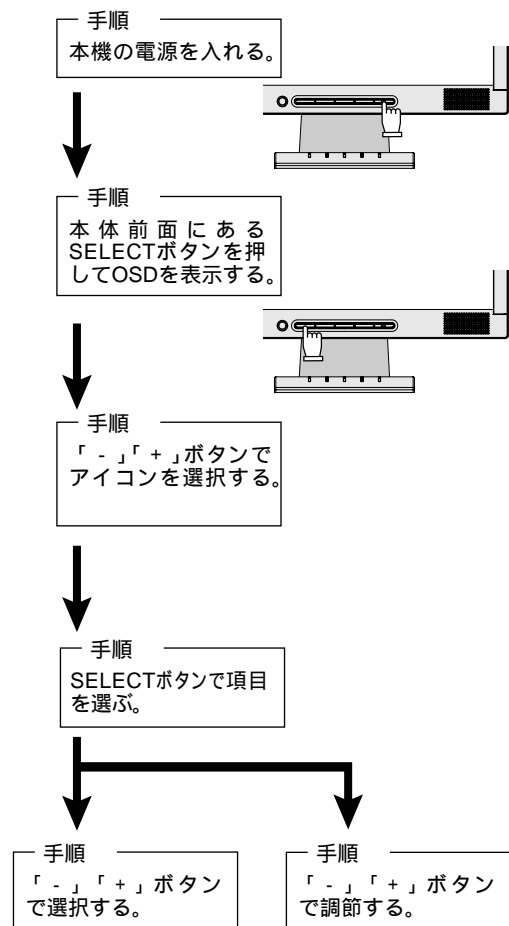 手順
本機の電源を入れる。
手順
本体前面にある
SELECTボタンを押
してOSDを表示する。
手順
「 - 」「 + 」ボタンで
アイコンを選択する。
手順
SELECTボタンで項目
を選ぶ。
手順
「 - 」「 + 」ボタン
で選択する。
手順
「 - 」「 + 」ボタン
で調節する。